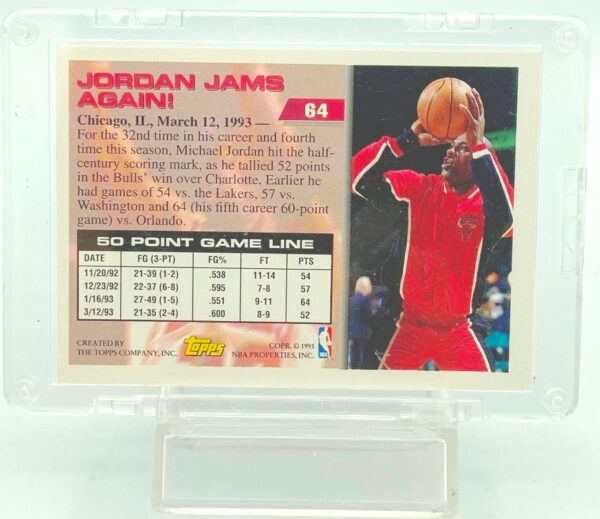 JORDAN JAMS
AGAIN!
64
Chicago, IL, March 12, 1993 —
For the 32nd time in his career and fourth
time this season, Michael Jordan hit the half-
century scoring mark, as he tallied 52 points
in the Bulls' win over Charlotte. Earlier he
had games of 54 vs. the Lakers, 57 vs.
Washington and 64 (his fifth career 60-point
game) vs. Orlando.
50 POINT GAME LINE
DATE FG (3-PT) FG% FT PTS
11/20/92 21-39 (1-2) .538 11-14 54
12/23/92 22-37 (6-8) .595 7-8 57
1/16/93 27-49 (1-5) .551 9-11 64
3/12/93 21-35 (2-4) .600 8-9 52
CREATED BY
THE TOPPS COMPANY, INC.
Topps
COPR. © 1993
NBA PROPERTIES, INC.